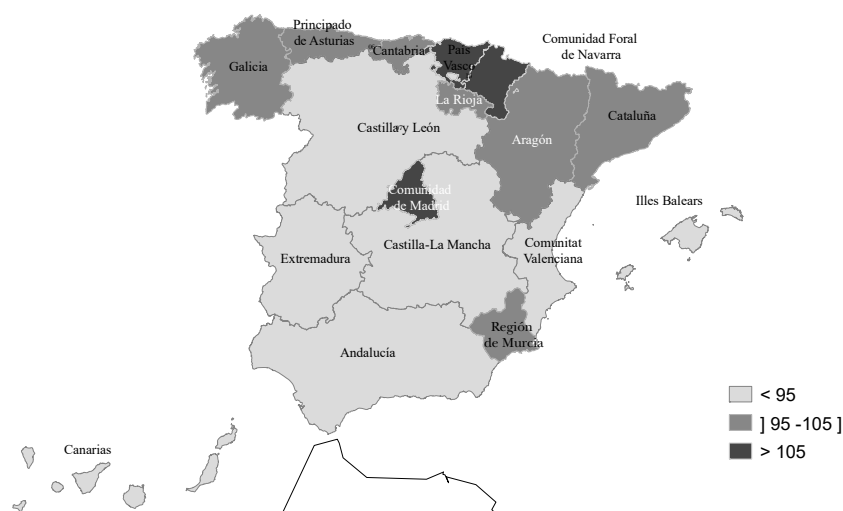 Principado
de Asturias
Comunidad Foral
de Navarra
Galicia
Cantabria
País
Vasco
La Rioja
Cataluña
Castilla y León
Aragón
Comunidad
de Madrid
Illes Balears
Castilla-La Mancha
Comunitat
Valenciana
Extremadura
Región
de Murcia
Andalucía
< 95
] 95 -105 ]
> 105
Canarias